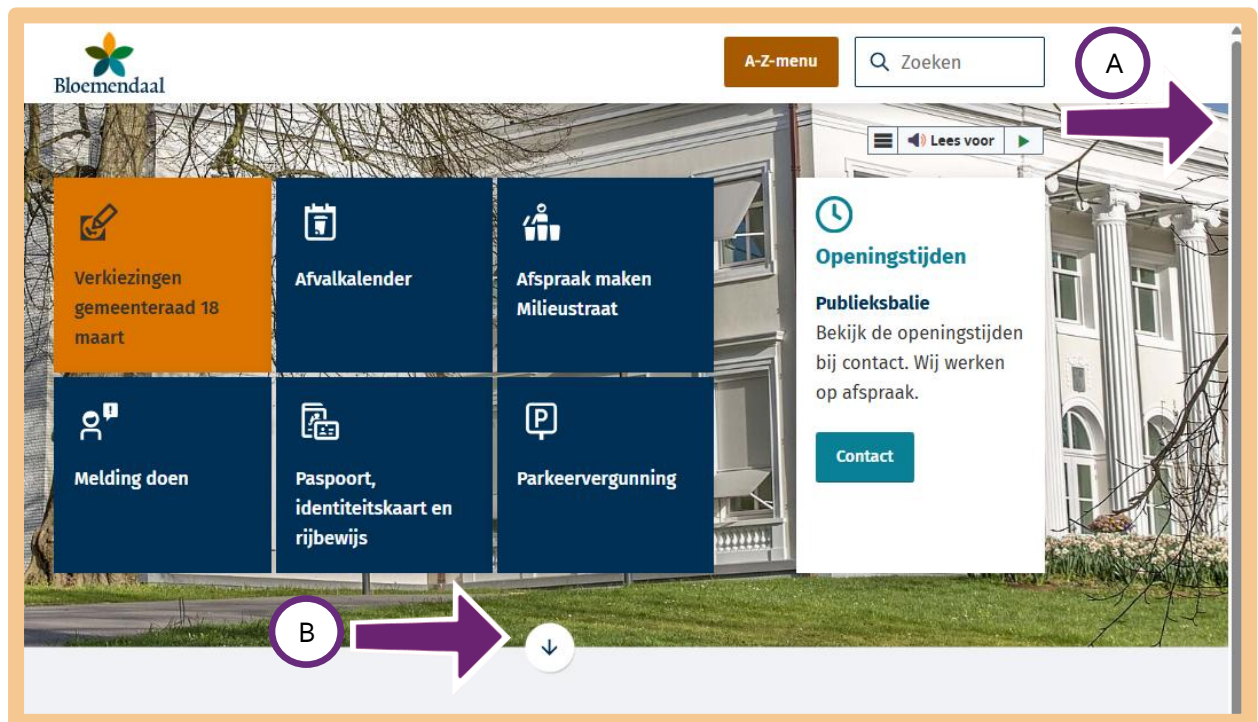 Bloemendaal
A-Z-menu
Zoeken
A
Lees voor
Verkiezingen
gemeenteraad 18
maart
Afvalkalender
Afspraak maken
Milieustraat
Openingstijden
Publieksbalie
Bekijk de openingstijden
bij contact. Wij werken
op afspraak.
Contact
Melding doen
Paspoort,
identiteitskaart en
rijbewijs
P
Parkeervergunning
B